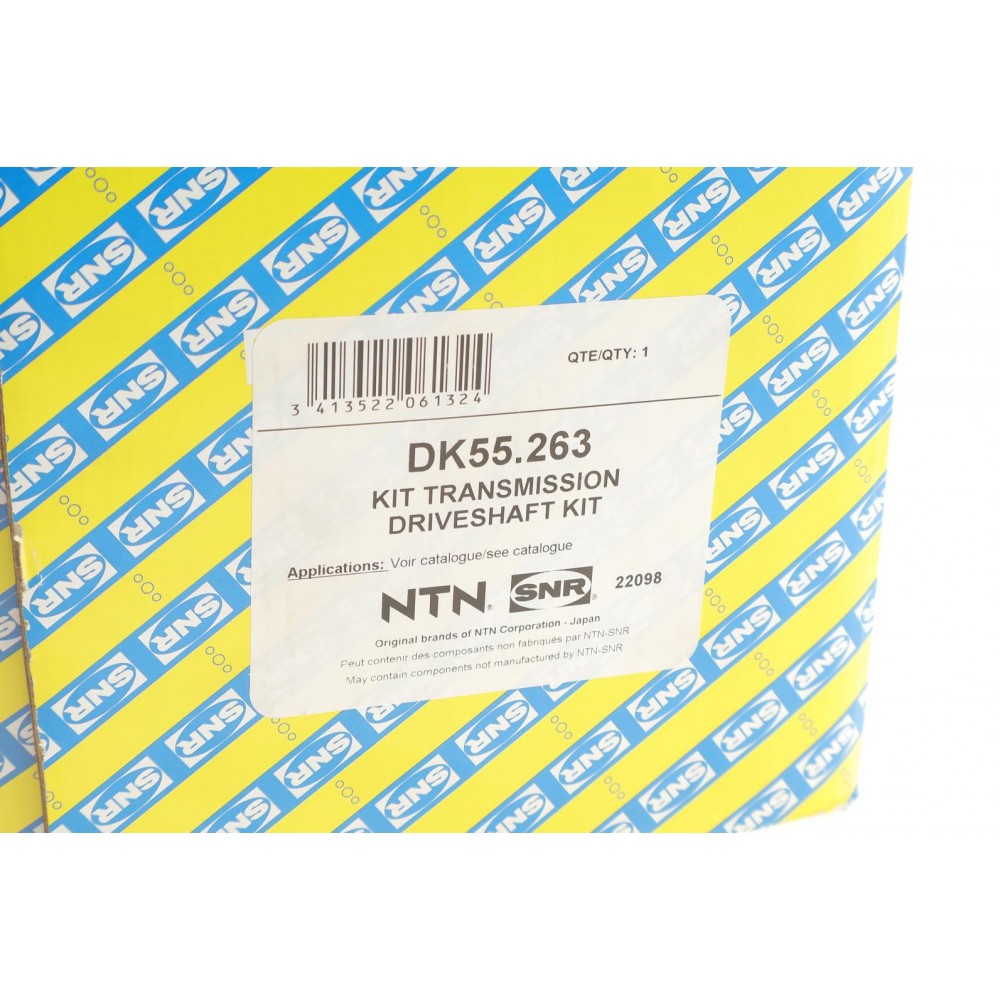 QTE/QTY: 1
3 413522 061324
DK55.263
KIT TRANSMISSION
DRIVESHAFT KIT
Applications: Voir catalogue/see catalogue
NTN® SNR® 22098
Original brands of NTN Corporation - Japan
Peut contenir des composants non fabriqués par NTN-SNR
May contain components not manufactured by NTN-SNR
SNR